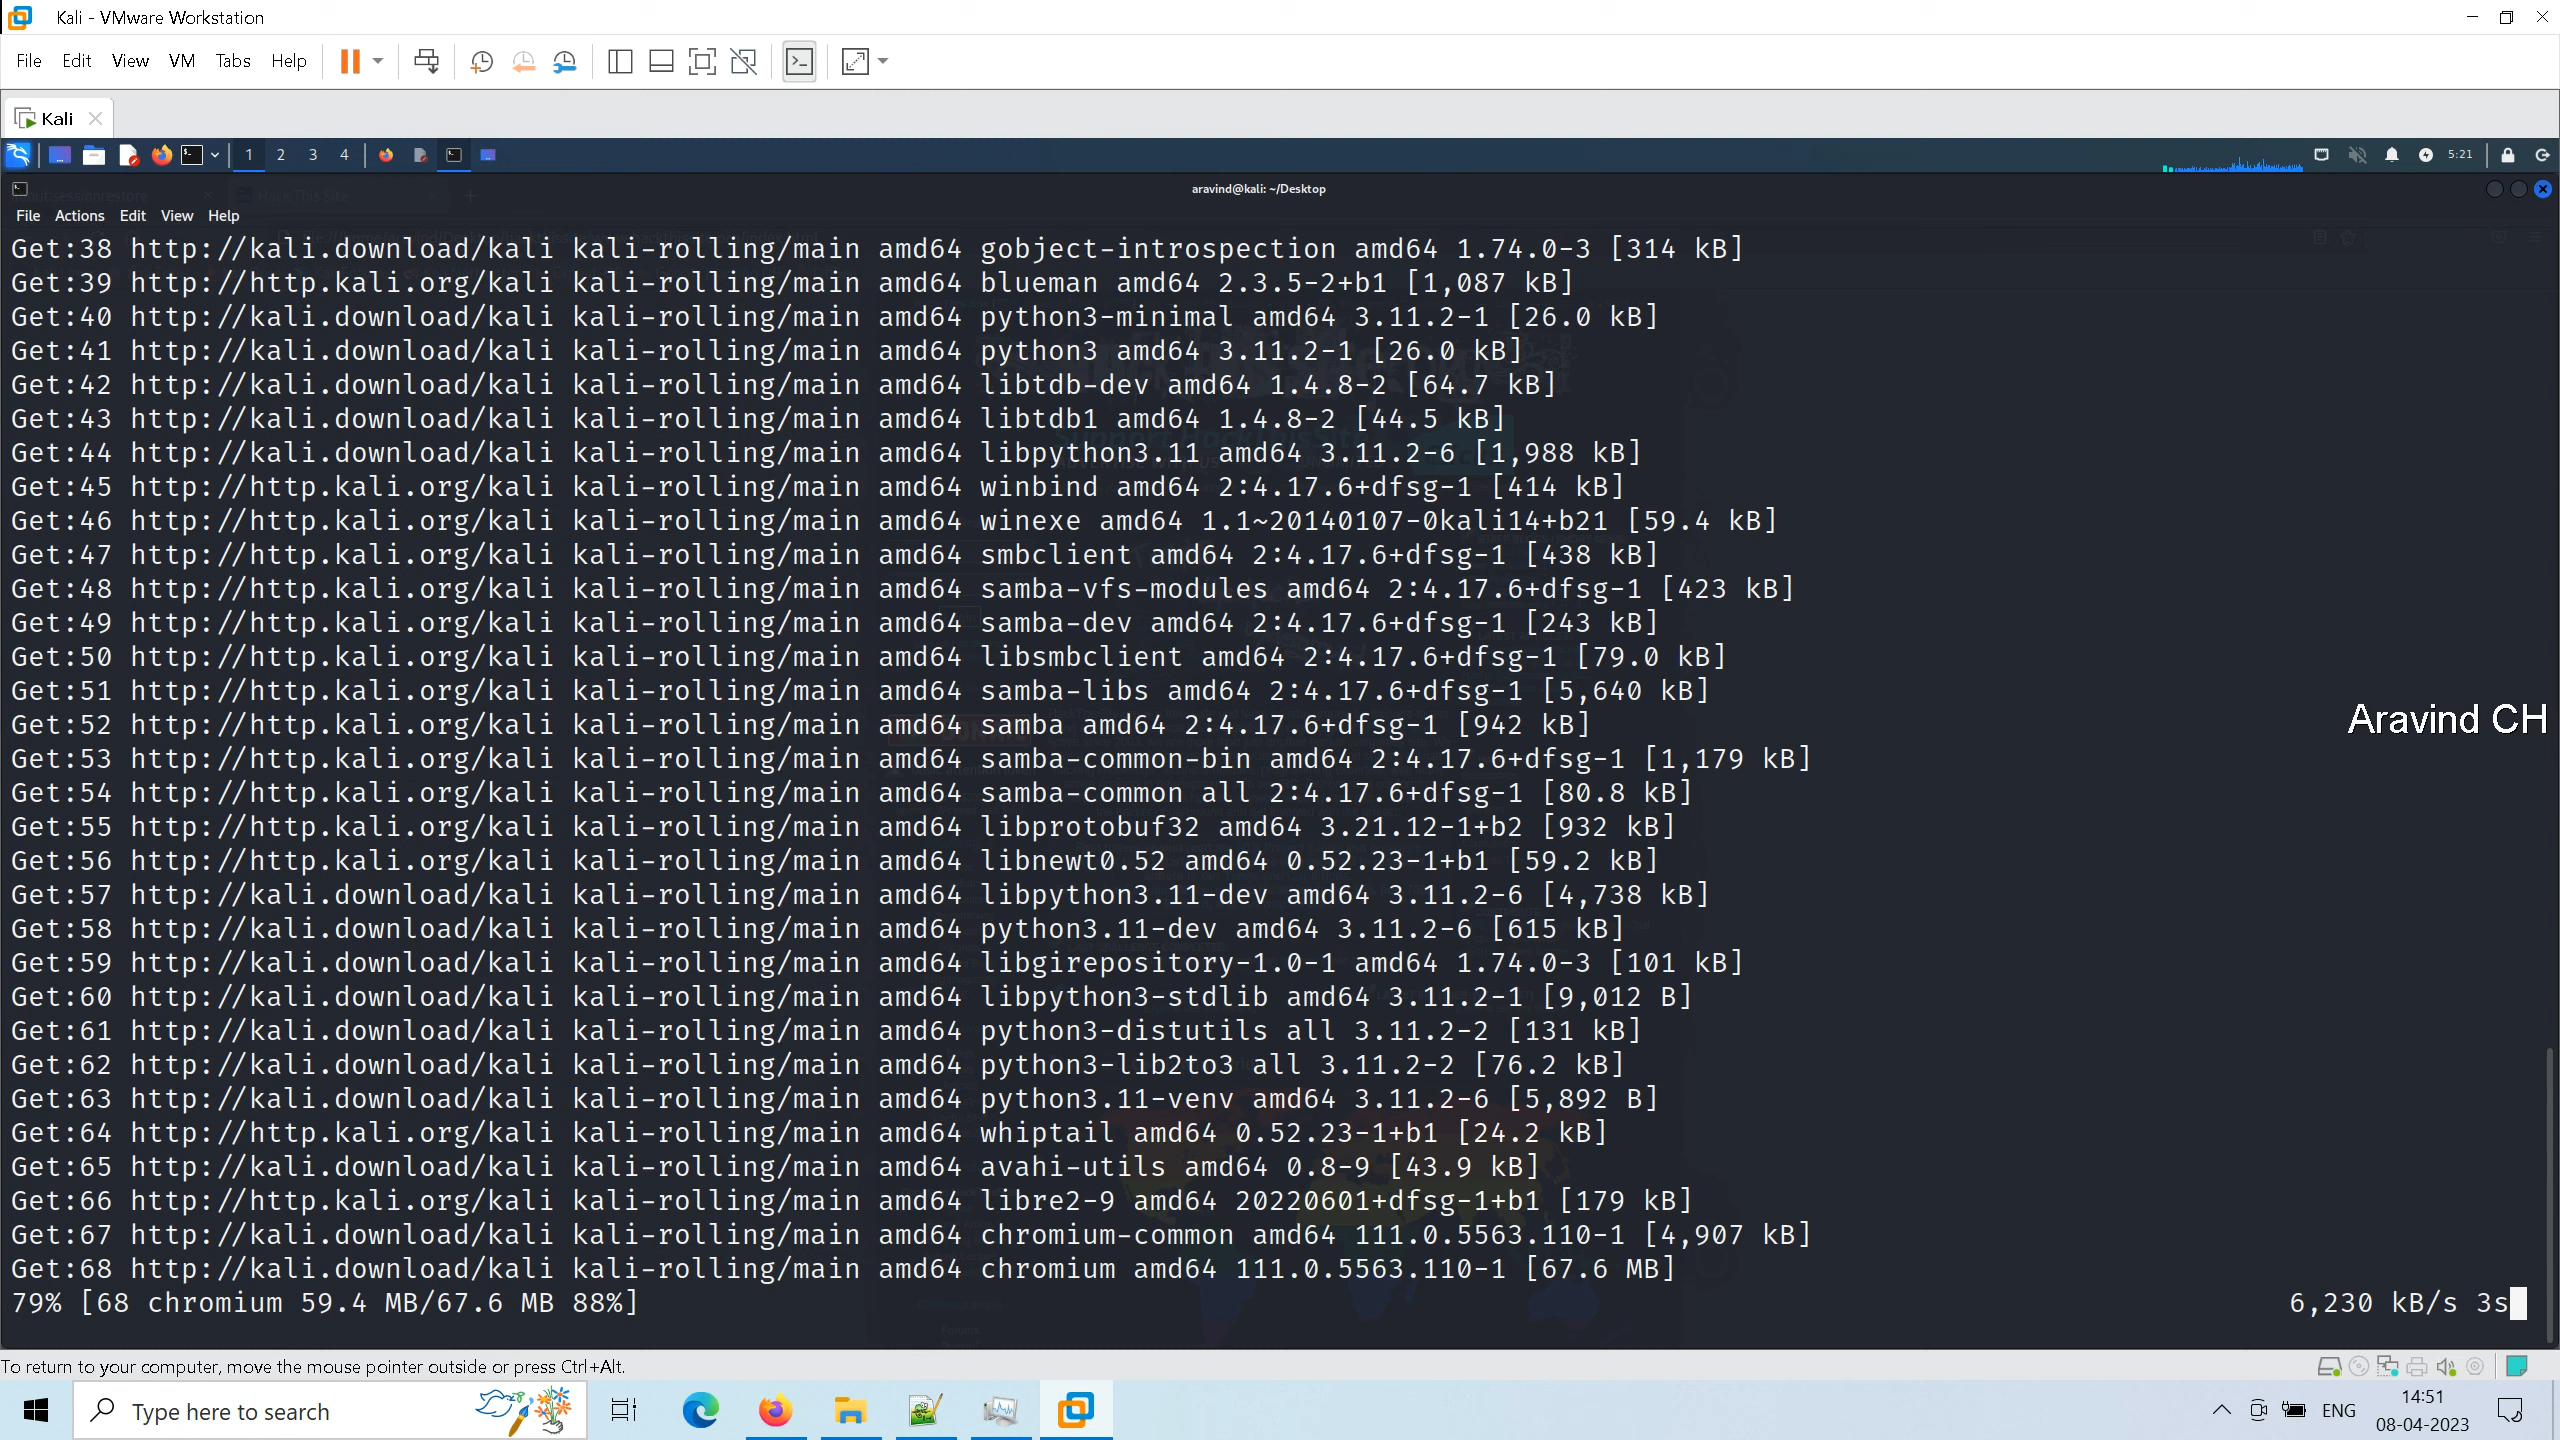 Kali - VMware Workstation
File Edit View VM Tabs Help
Kali
1 2 3 4 5:21
aravind@kali: ~/Desktop
File Actions Edit View Help
Get:38 http://kali.download/kali kali-rolling/main amd64 gobject-introspection amd64 1.74.0-3 [314 kB]
Get:39 http://http.kali.org/kali kali-rolling/main amd64 blueman amd64 2.3.5-2+b1 [1,087 kB]
Get:40 http://kali.download/kali kali-rolling/main amd64 python3-minimal amd64 3.11.2-1 [26.0 kB]
Get:41 http://kali.download/kali kali-rolling/main amd64 python3 amd64 3.11.2-1 [26.0 kB]
Get:42 http://kali.download/kali kali-rolling/main amd64 libtdb-dev amd64 1.4.8-2 [64.7 kB]
Get:43 http://kali.download/kali kali-rolling/main amd64 libtdb1 amd64 1.4.8-2 [44.5 kB]
Get:44 http://kali.download/kali kali-rolling/main amd64 libpython3.11 amd64 3.11.2-6 [1,988 kB]
Get:45 http://http.kali.org/kali kali-rolling/main amd64 winbind amd64 2:4.17.6+dfsg-1 [414 kB]
Get:46 http://http.kali.org/kali kali-rolling/main amd64 winexe amd64 1.1~20140107-0kali14+b21 [59.4 kB]
Get:47 http://http.kali.org/kali kali-rolling/main amd64 smbclient amd64 2:4.17.6+dfsg-1 [438 kB]
Get:48 http://http.kali.org/kali kali-rolling/main amd64 samba-vfs-modules amd64 2:4.17.6+dfsg-1 [423 kB]
Get:49 http://http.kali.org/kali kali-rolling/main amd64 samba-dev amd64 2:4.17.6+dfsg-1 [243 kB]
Get:50 http://http.kali.org/kali kali-rolling/main amd64 libsmbclient amd64 2:4.17.6+dfsg-1 [79.0 kB]
Get:51 http://http.kali.org/kali kali-rolling/main amd64 samba-libs amd64 2:4.17.6+dfsg-1 [5,640 kB]
Get:52 http://http.kali.org/kali kali-rolling/main amd64 samba amd64 2:4.17.6+dfsg-1 [942 kB]
Aravind CH
Get:53 http://http.kali.org/kali kali-rolling/main amd64 samba-common-bin amd64 2:4.17.6+dfsg-1 [1,179 kB]
Get:54 http://http.kali.org/kali kali-rolling/main amd64 samba-common all 2:4.17.6+dfsg-1 [80.8 kB]
Get:55 http://http.kali.org/kali kali-rolling/main amd64 libprotobuf32 amd64 3.21.12-1+b2 [932 kB]
Get:56 http://http.kali.org/kali kali-rolling/main amd64 libnewt0.52 amd64 0.52.23-1+b1 [59.2 kB]
Get:57 http://kali.download/kali kali-rolling/main amd64 libpython3.11-dev amd64 3.11.2-6 [4,738 kB]
Get:58 http://kali.download/kali kali-rolling/main amd64 python3.11-dev amd64 3.11.2-6 [615 kB]
Get:59 http://kali.download/kali kali-rolling/main amd64 libgirepository-1.0-1 amd64 1.74.0-3 [101 kB]
Get:60 http://kali.download/kali kali-rolling/main amd64 libpython3-stdlib amd64 3.11.2-1 [9,012 B]
Get:61 http://kali.download/kali kali-rolling/main amd64 python3-distutils all 3.11.2-2 [131 kB]
Get:62 http://kali.download/kali kali-rolling/main amd64 python3-lib2to3 all 3.11.2-2 [76.2 kB]
Get:63 http://kali.download/kali kali-rolling/main amd64 python3.11-venv amd64 3.11.2-6 [5,892 B]
Get:64 http://http.kali.org/kali kali-rolling/main amd64 whiptail amd64 0.52.23-1+b1 [24.2 kB]
Get:65 http://kali.download/kali kali-rolling/main amd64 avahi-utils amd64 0.8-9 [43.9 kB]
Get:66 http://http.kali.org/kali kali-rolling/main amd64 libre2-9 amd64 20220601+dfsg-1+b1 [179 kB]
Get:67 http://kali.download/kali kali-rolling/main amd64 chromium-common amd64 111.0.5563.110-1 [4,907 kB]
Get:68 http://kali.download/kali kali-rolling/main amd64 chromium amd64 111.0.5563.110-1 [67.6 MB]
79% [68 chromium 59.4 MB/67.6 MB 88%] 6,230 kB/s 3s
To return to your computer, move the mouse pointer outside or press Ctrl+Alt.
Type here to search
ENG
14:51
08-04-2023